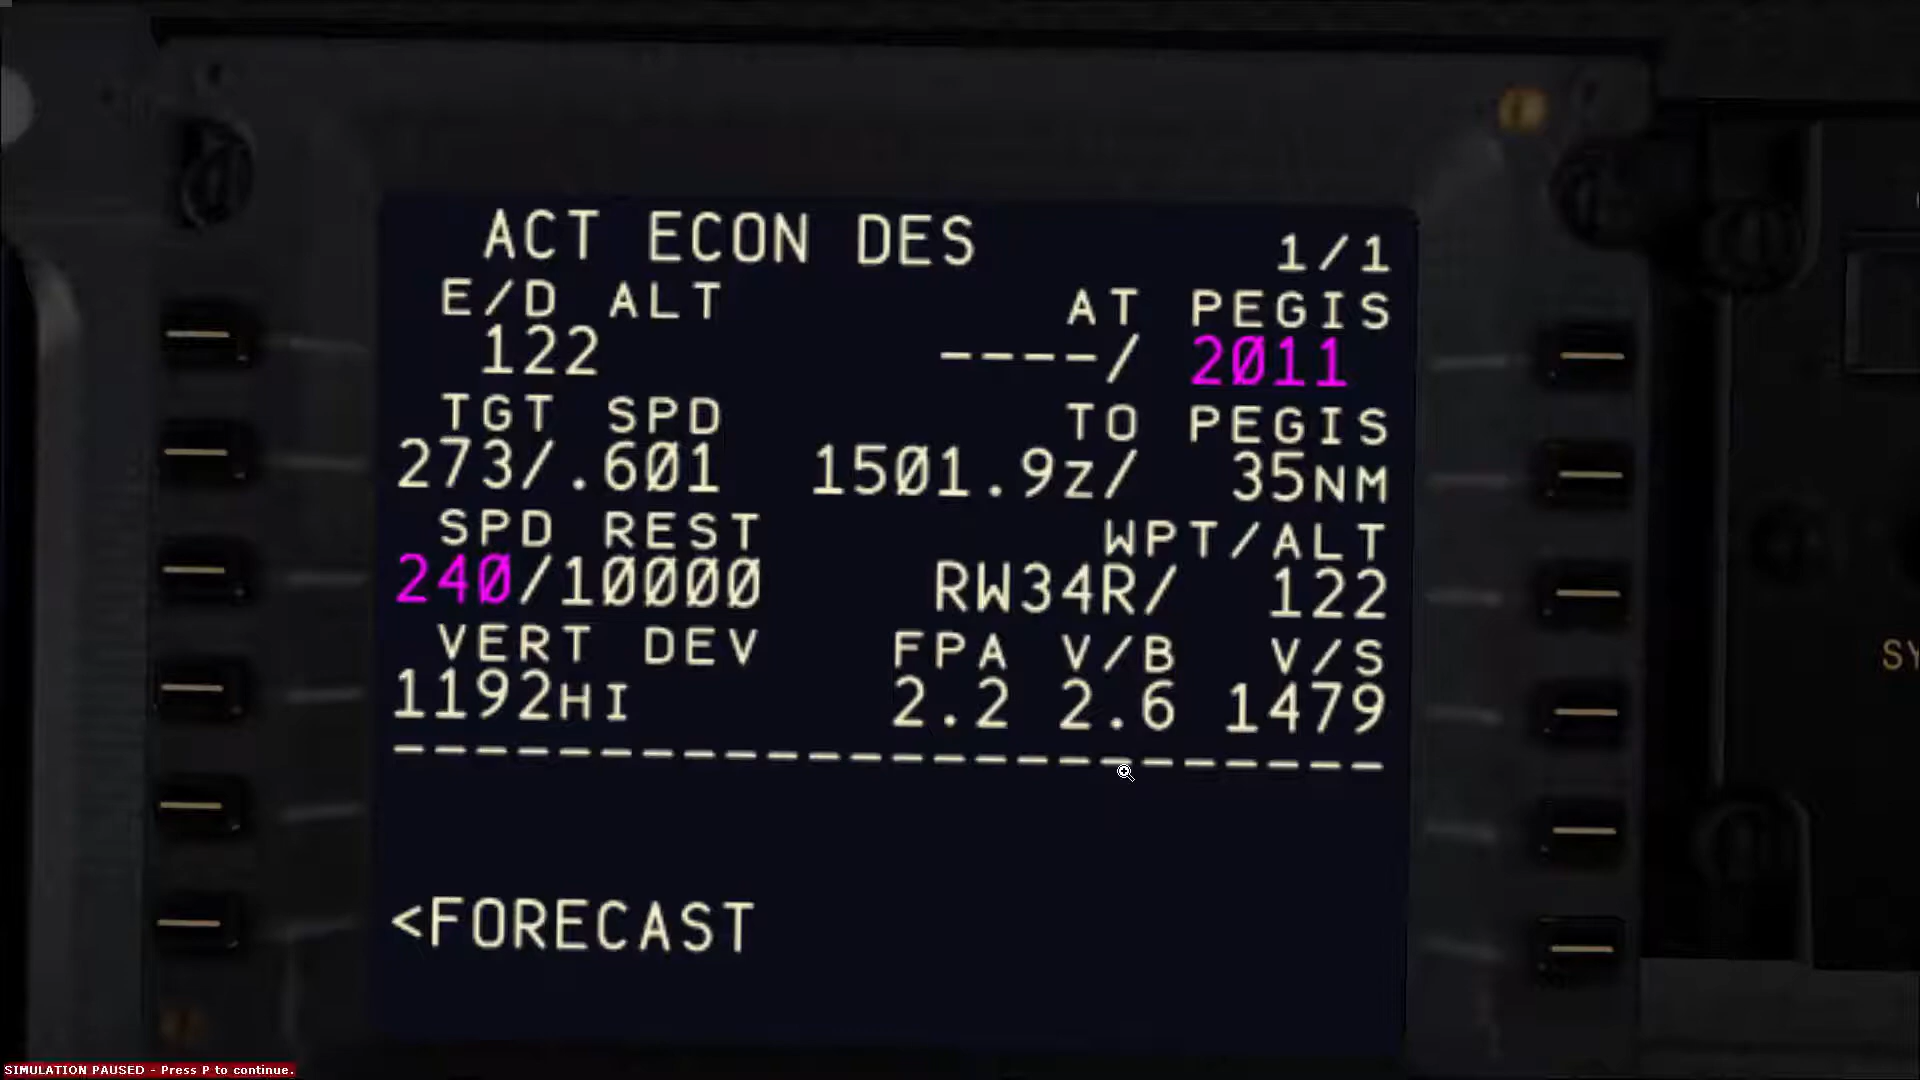 ACT ECON DES 1/1
E/D ALT AT PEGIS
122 ----/ 2011
TGT SPD TO PEGIS
273/.601 1501.9z/ 35NM
SPD REST WPT/ALT
240/10000 RW34R/ 122
VERT DEV FPA V/B V/S
1192HI 2.2 2.6 1479
------------------------
<FORECAST
SY
SIMULATION PAUSED - Press P to continue.